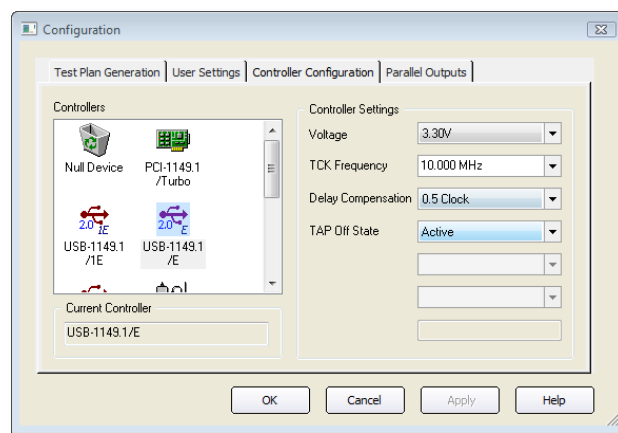 Configuration
Test Plan Generation
User Settings
Controller Configuration
Parallel Outputs
Controllers
Null Device
PCI-1149.1
/Turbo
2.0 1E
USB-1149.1
/1E
2.0 E
USB-1149.1
/E
Current Controller
USB-1149.1/E
Controller Settings
Voltage
3.30V
TCK Frequency
10.000 MHz
Delay Compensation
0.5 Clock
TAP Off State
Active
OK
Cancel
Apply
Help